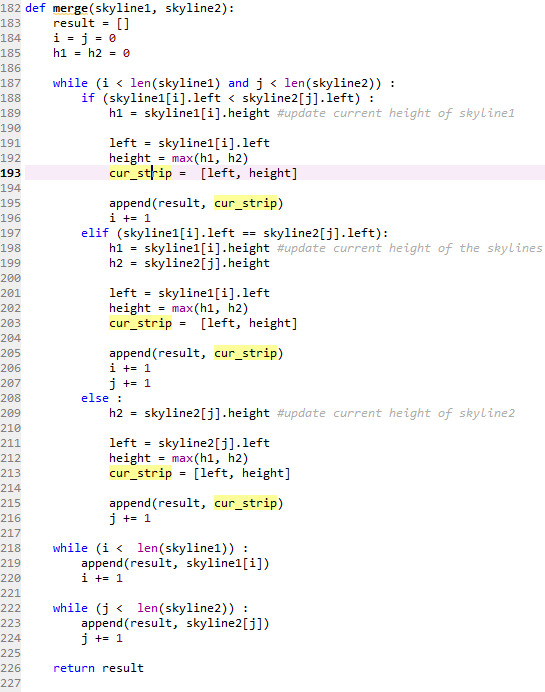 182 def merge(skyline1, skyline2):
183     result = []
184     i = j = 0
185     h1 = h2 = 0
186
187     while (i < len(skyline1) and j < len(skyline2)) :
188         if (skyline1[i].left < skyline2[j].left) :
189             h1 = skyline1[i].height #update current height of skyline1
190
191             left = skyline1[i].left
192             height = max(h1, h2)
193             cur_strip =  [left, height]
194
195             append(result, cur_strip)
196             i += 1
197         elif (skyline1[i].left == skyline2[j].left):
198             h1 = skyline1[i].height #update current height of the skylines
199             h2 = skyline2[j].height
200
201             left = skyline1[i].left
202             height = max(h1, h2)
203             cur_strip =  [left, height]
204
205             append(result, cur_strip)
206             i += 1
207             j += 1
208         else :
209             h2 = skyline2[j].height #update current height of skyline2
210
211             left = skyline2[j].left
212             height = max(h1, h2)
213             cur_strip = [left, height]
214
215             append(result, cur_strip)
216             j += 1
217
218     while (i <  len(skyline1)) :
219             append(result, skyline1[i])
220             i += 1
221
222     while (j <  len(skyline2)) :
223             append(result, skyline2[j])
224             j += 1
225
226     return result
227